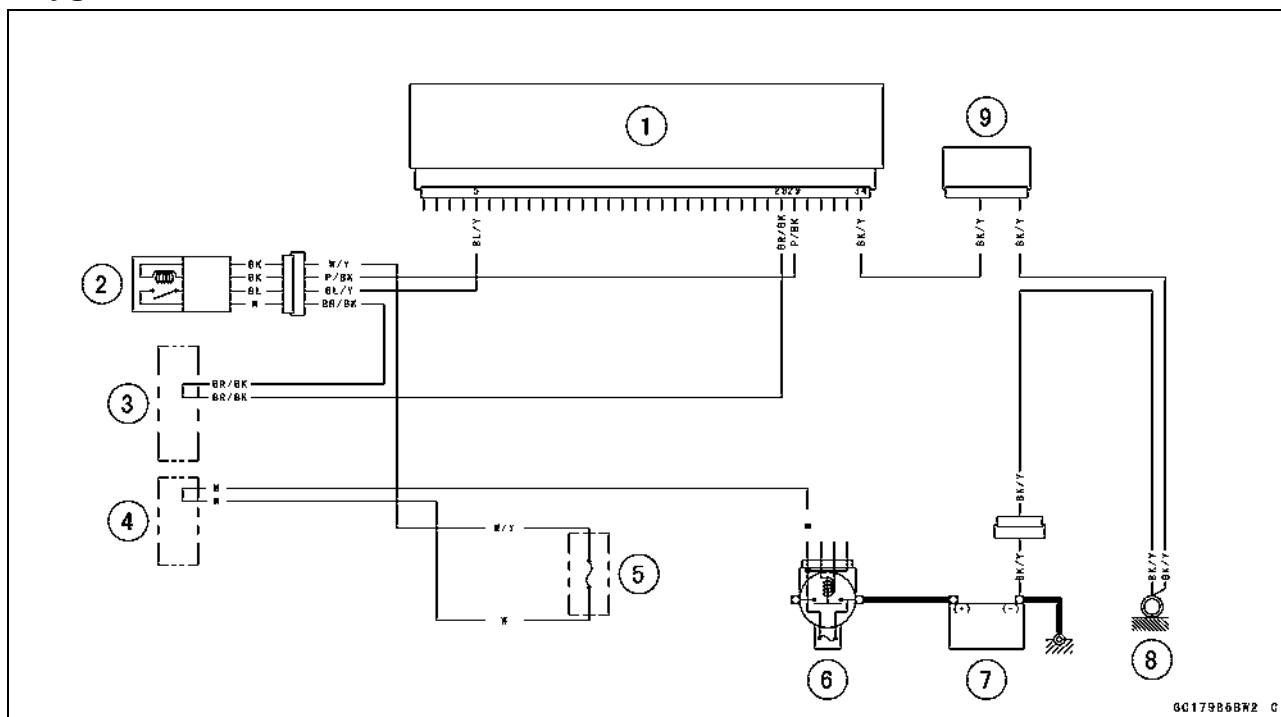 1
9
5
28 29
34
BL/Y
BR/BK
P/BK
BK/Y
BK/Y
BK/Y
2
BK
BK
BL
W
W/Y
P/BK
BL/Y
BR/BK
3
BR/BK
BR/BK
4
W
W
W/Y
W
5
W
6
(+)
(-)
7
BK/Y
BK/Y
BK/Y
BK/Y
8
GC17986BW2 C